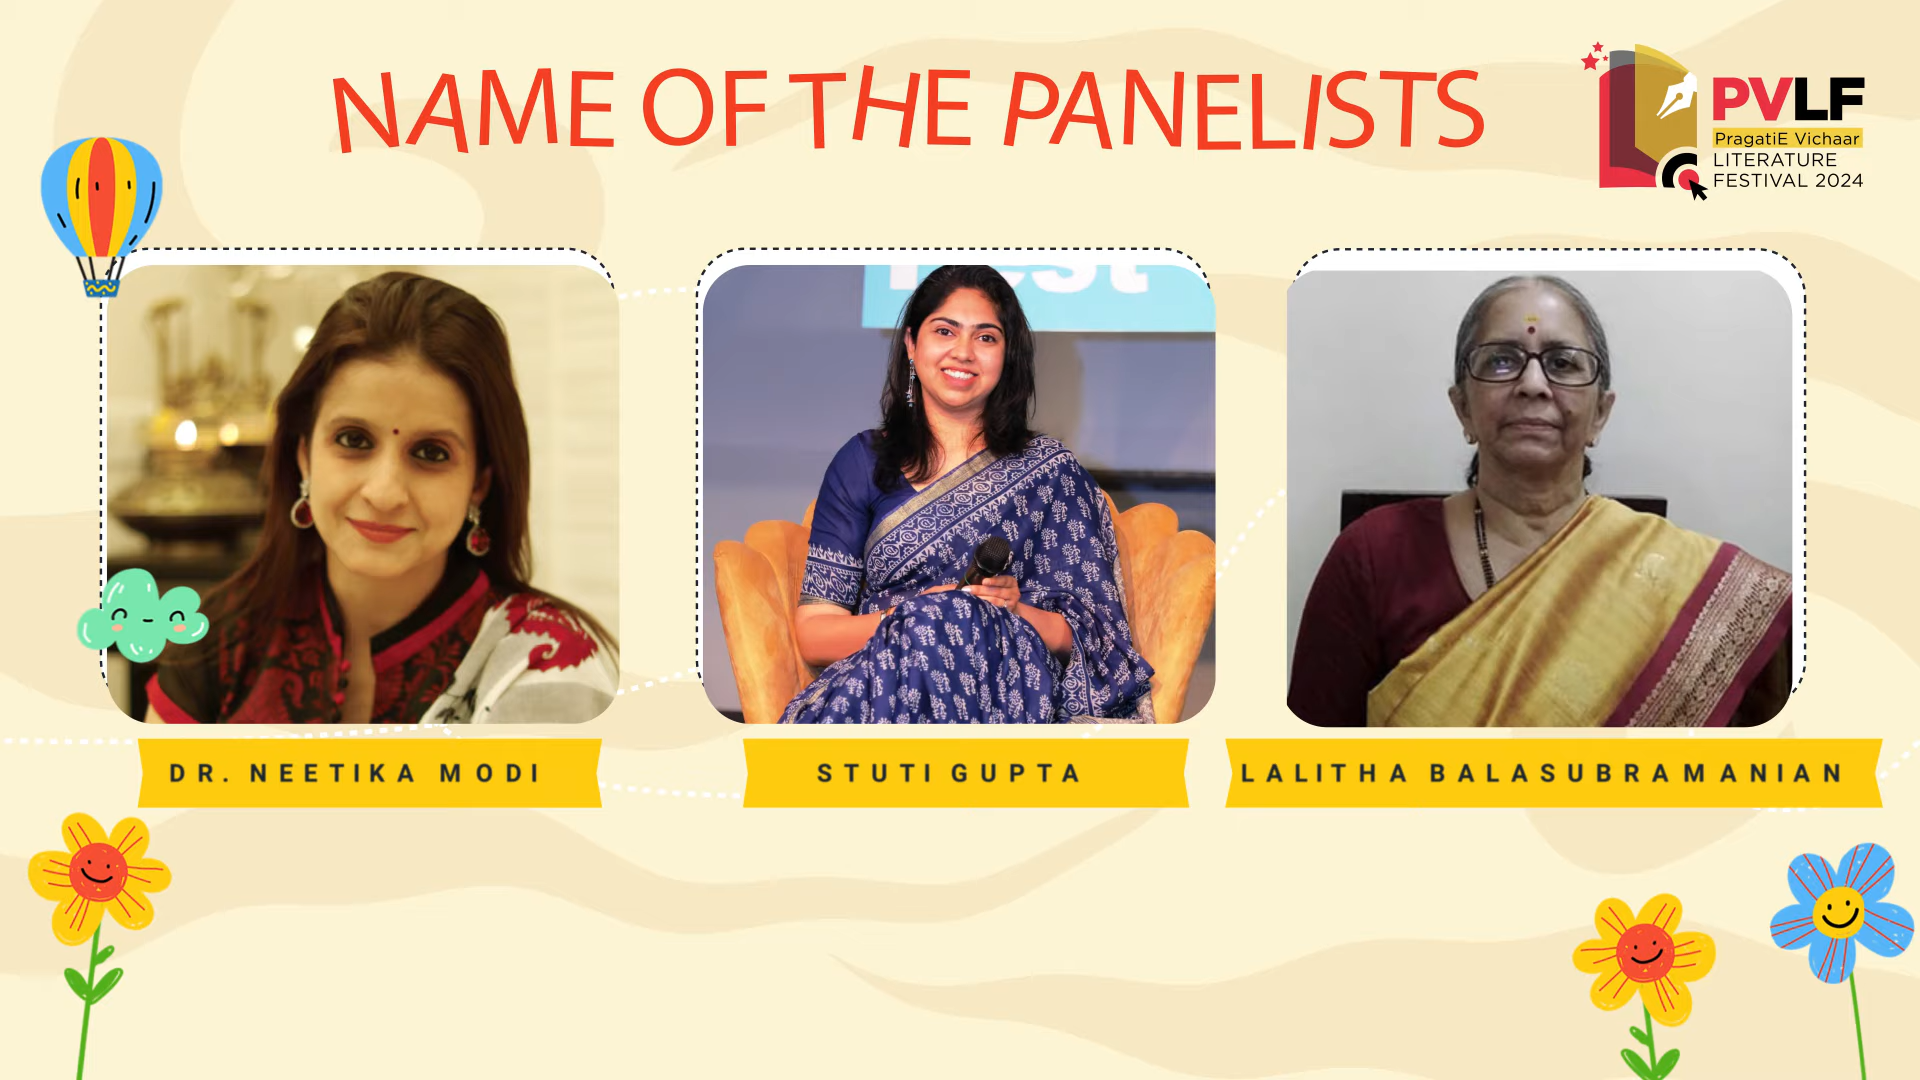 NAME OF THE PANELISTS
PVLF
PragatiE Vichaar
LITERATURE
FESTIVAL 2024
DR. NEETIKA MODI
STUTI GUPTA
LALITHA BALASUBRAMANIAN